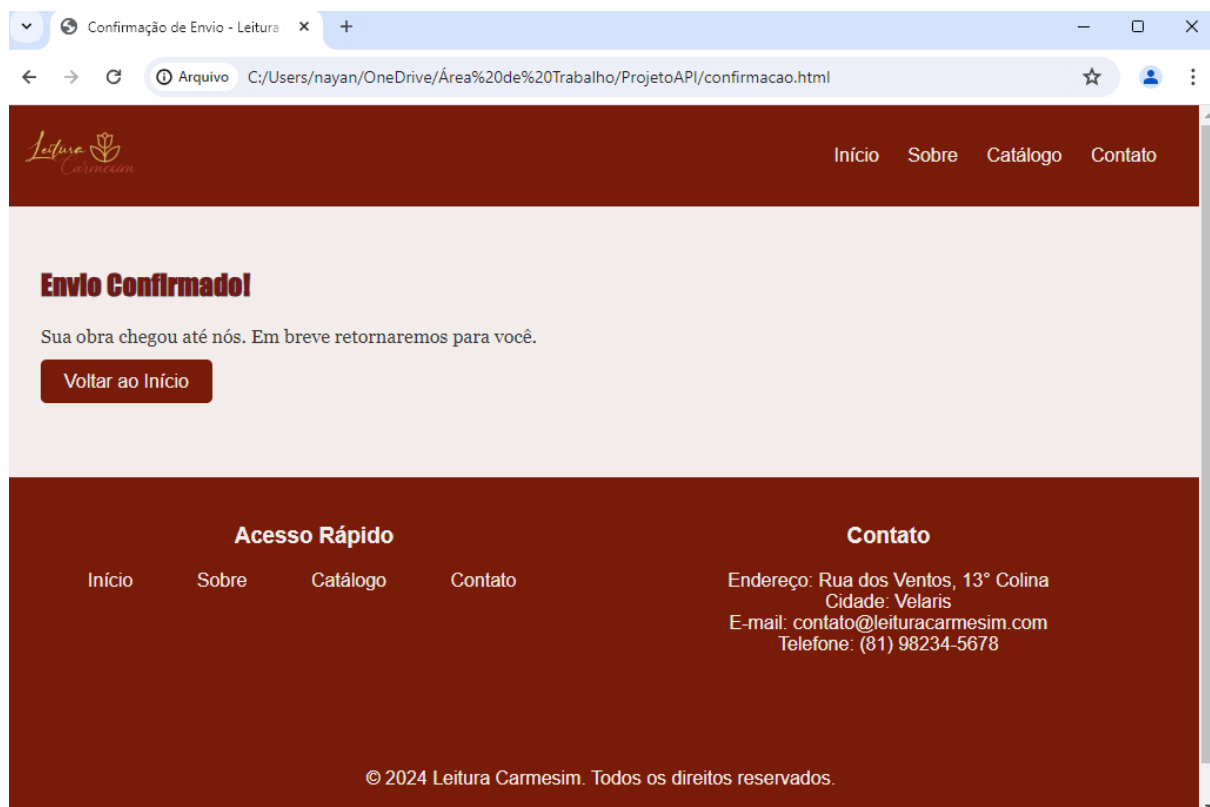 Confirmação de Envio - Leitura
Arquivo C:/Users/nayan/OneDrive/Área%20de%20Trabalho/ProjetoAPI/confirmacao.html
Leitura
Carmesim
Início Sobre Catálogo Contato
Envio Confirmado!
Sua obra chegou até nós. Em breve retornaremos para você.
Voltar ao Início
Acesso Rápido
Início Sobre Catálogo Contato
Contato
Endereço: Rua dos Ventos, 13° Colina
Cidade: Velaris
E-mail: contato@leituracarmesim.com
Telefone: (81) 98234-5678
© 2024 Leitura Carmesim. Todos os direitos reservados.